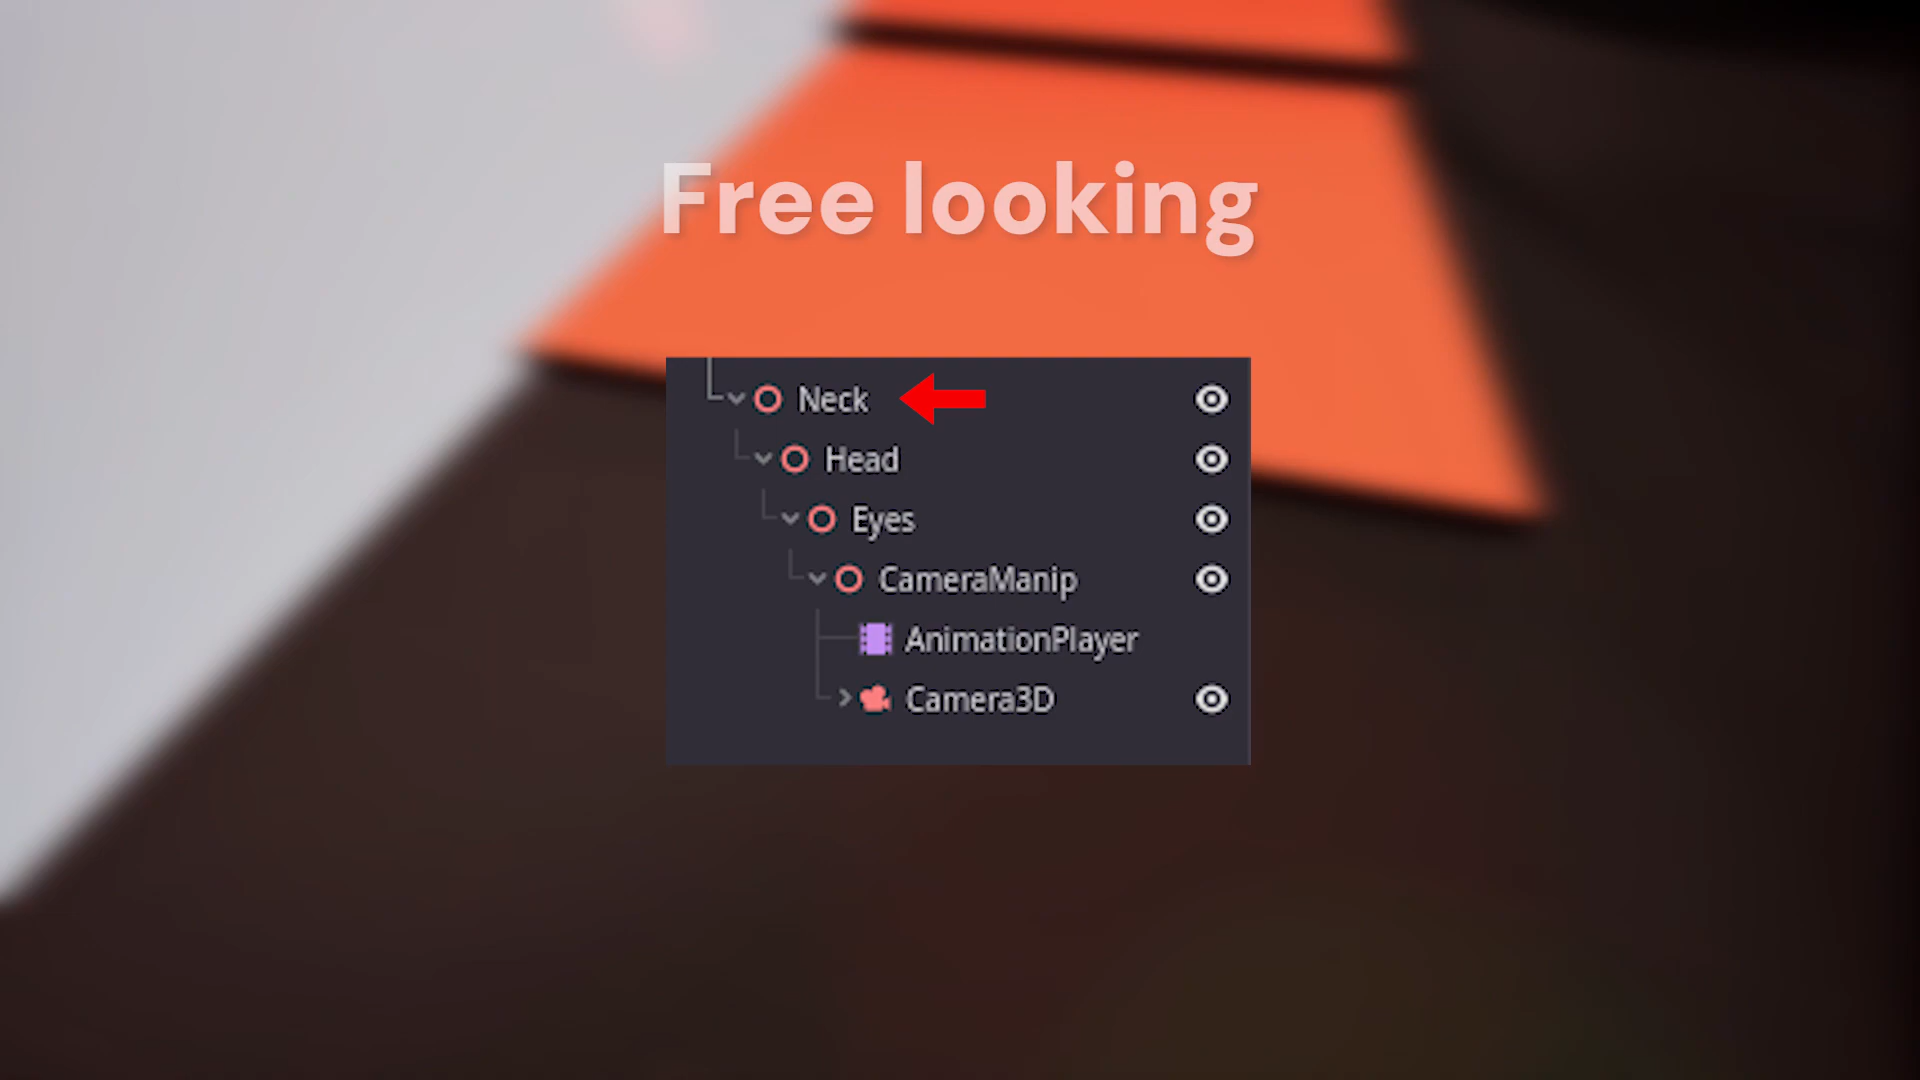 Free looking
Neck
Head
Eyes
CameraManip
AnimationPlayer
Camera3D